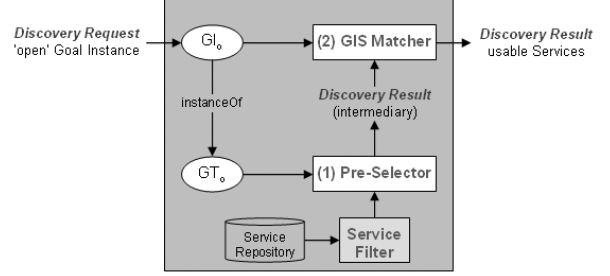 Discovery Request
'open' Goal Instance
GIo
(2) GIS Matcher
Discovery Result
usable Services
instanceOf
Discovery Result
(intermediary)
GTo
(1) Pre-Selector
Service
Repository
Service
Filter